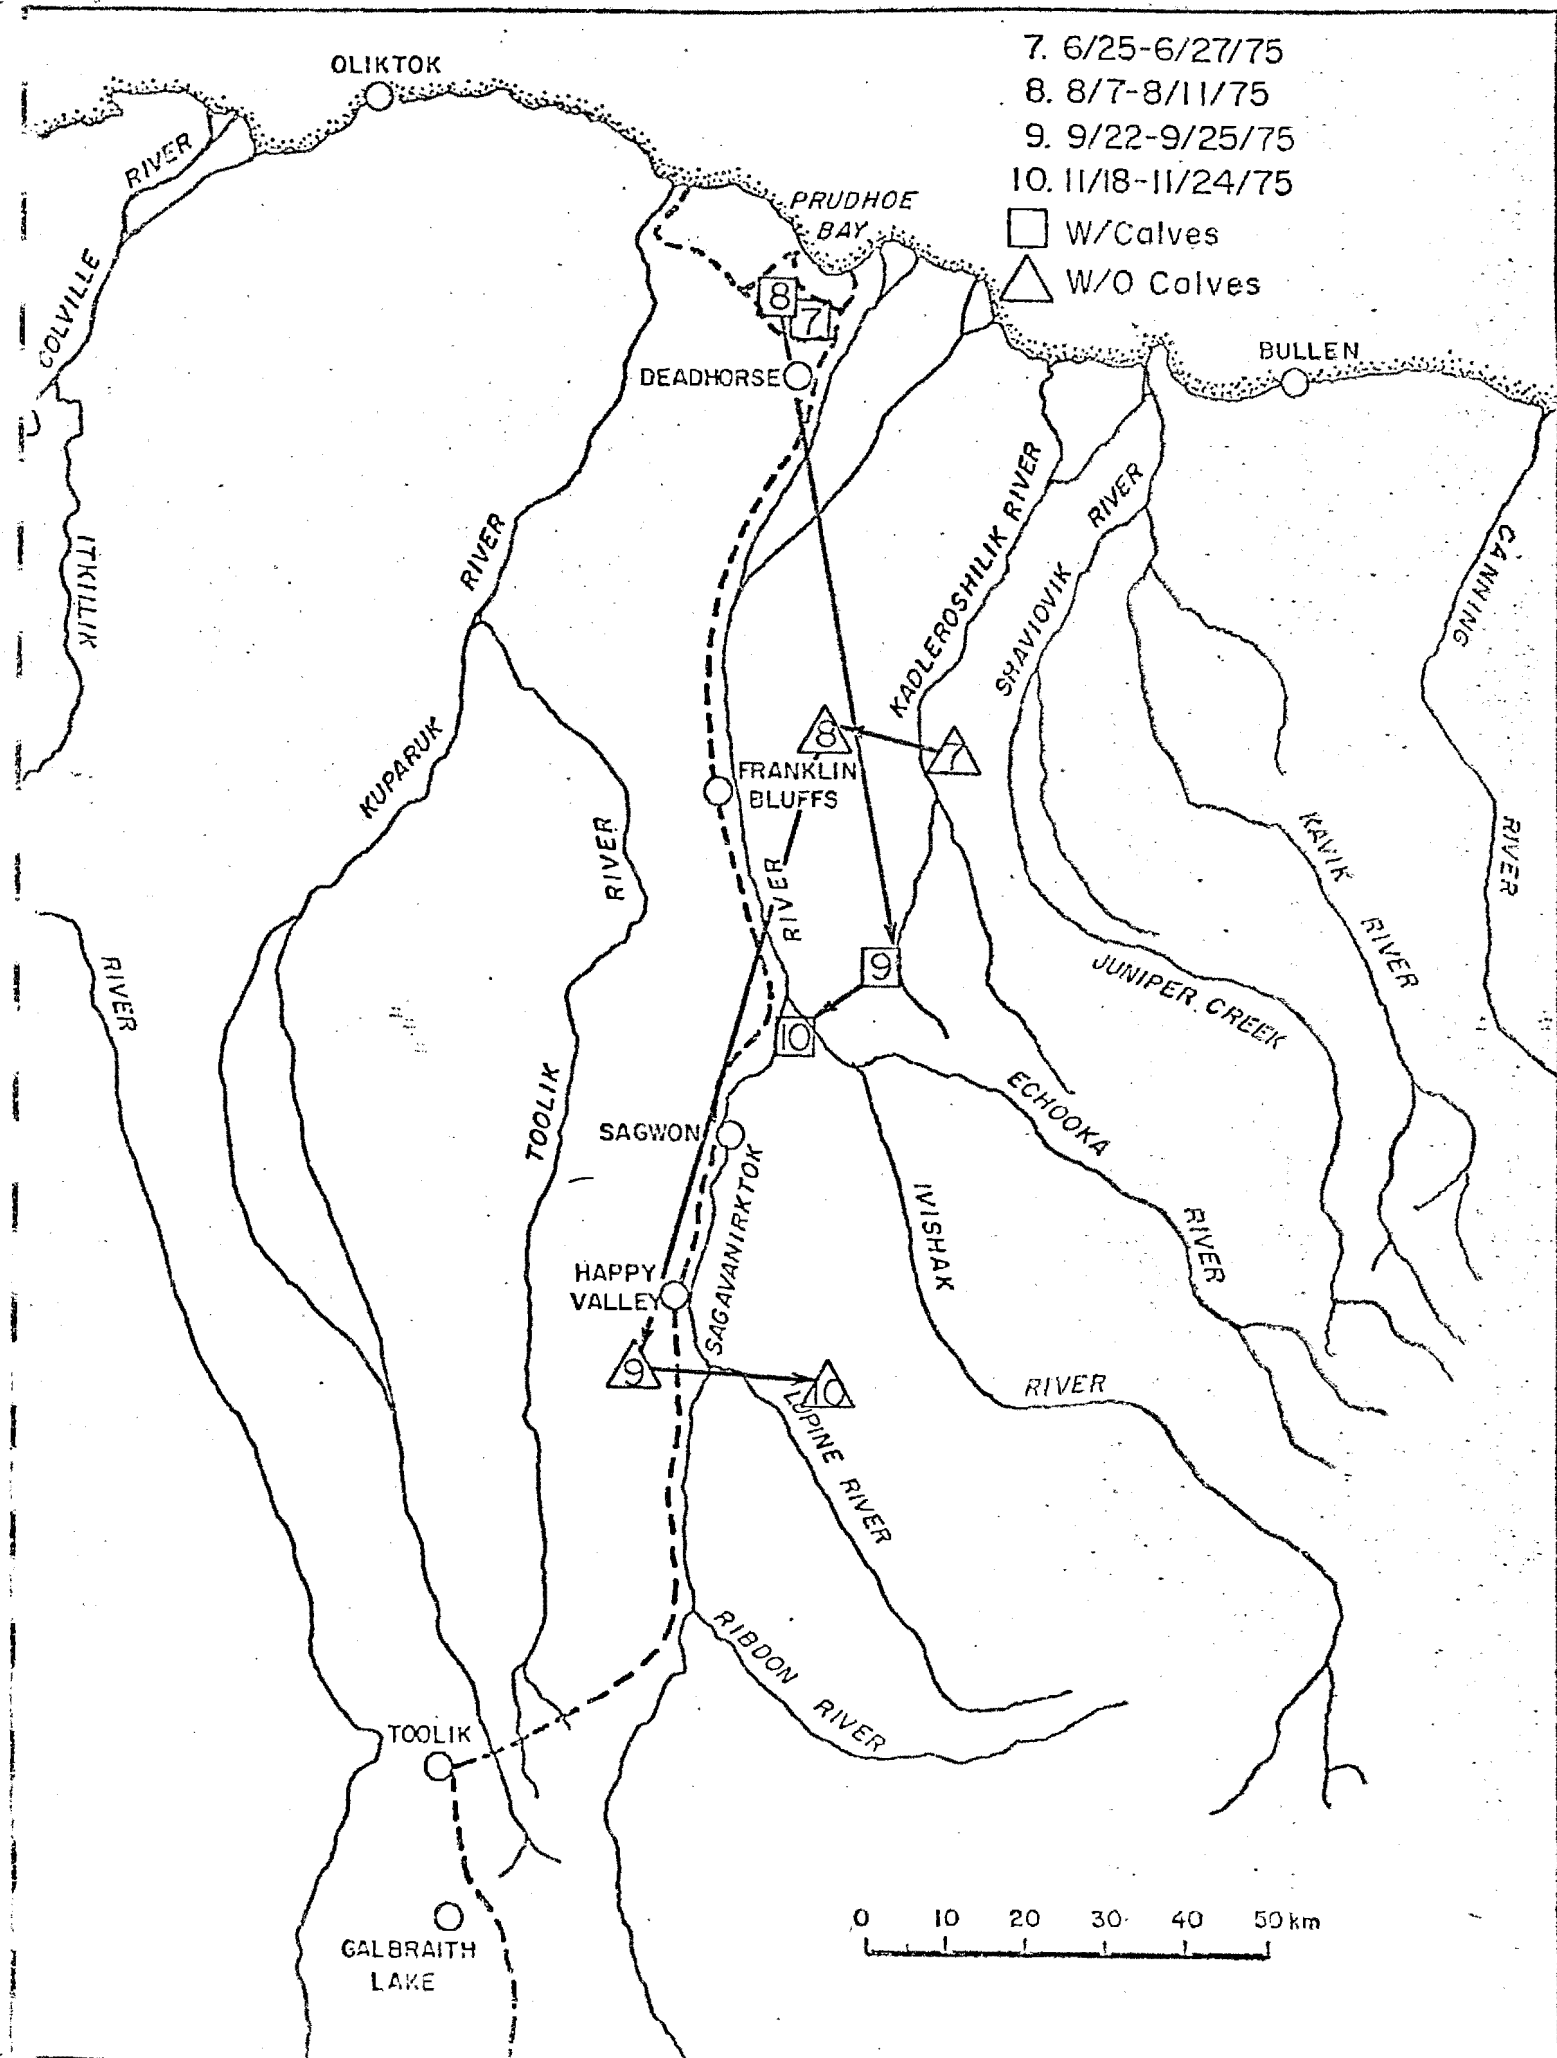 7. 6/25-6/27/75
8. 8/7-8/11/75
9. 9/22-9/25/75
10. 11/18-11/24/75
W/Calves
W/O Calves
OLIKTOK
RIVER
COLVILLE
PRUDHOE
BAY
8
7
DEADHORSE
BULLEN
ITKILLIK
RIVER
KUPARUK
KADLEROSHILIK RIVER
RIVER
SHAVIOVIK
CANNING
RIVER
8
7
FRANKLIN
BLUFFS
RIVER
RIVER
TOOLIK
KAVIK
RIVER
RIVER
9
10
JUNIPER CREEK
ECHOOKA
RIVER
SAGWON
SAGAVANIRKTOK
IVISHAK
RIVER
HAPPY
VALLEY
9
10
LUPINE RIVER
RIBDON RIVER
TOOLIK
GALBRAITH
LAKE
0 10 20 30 40 50 km